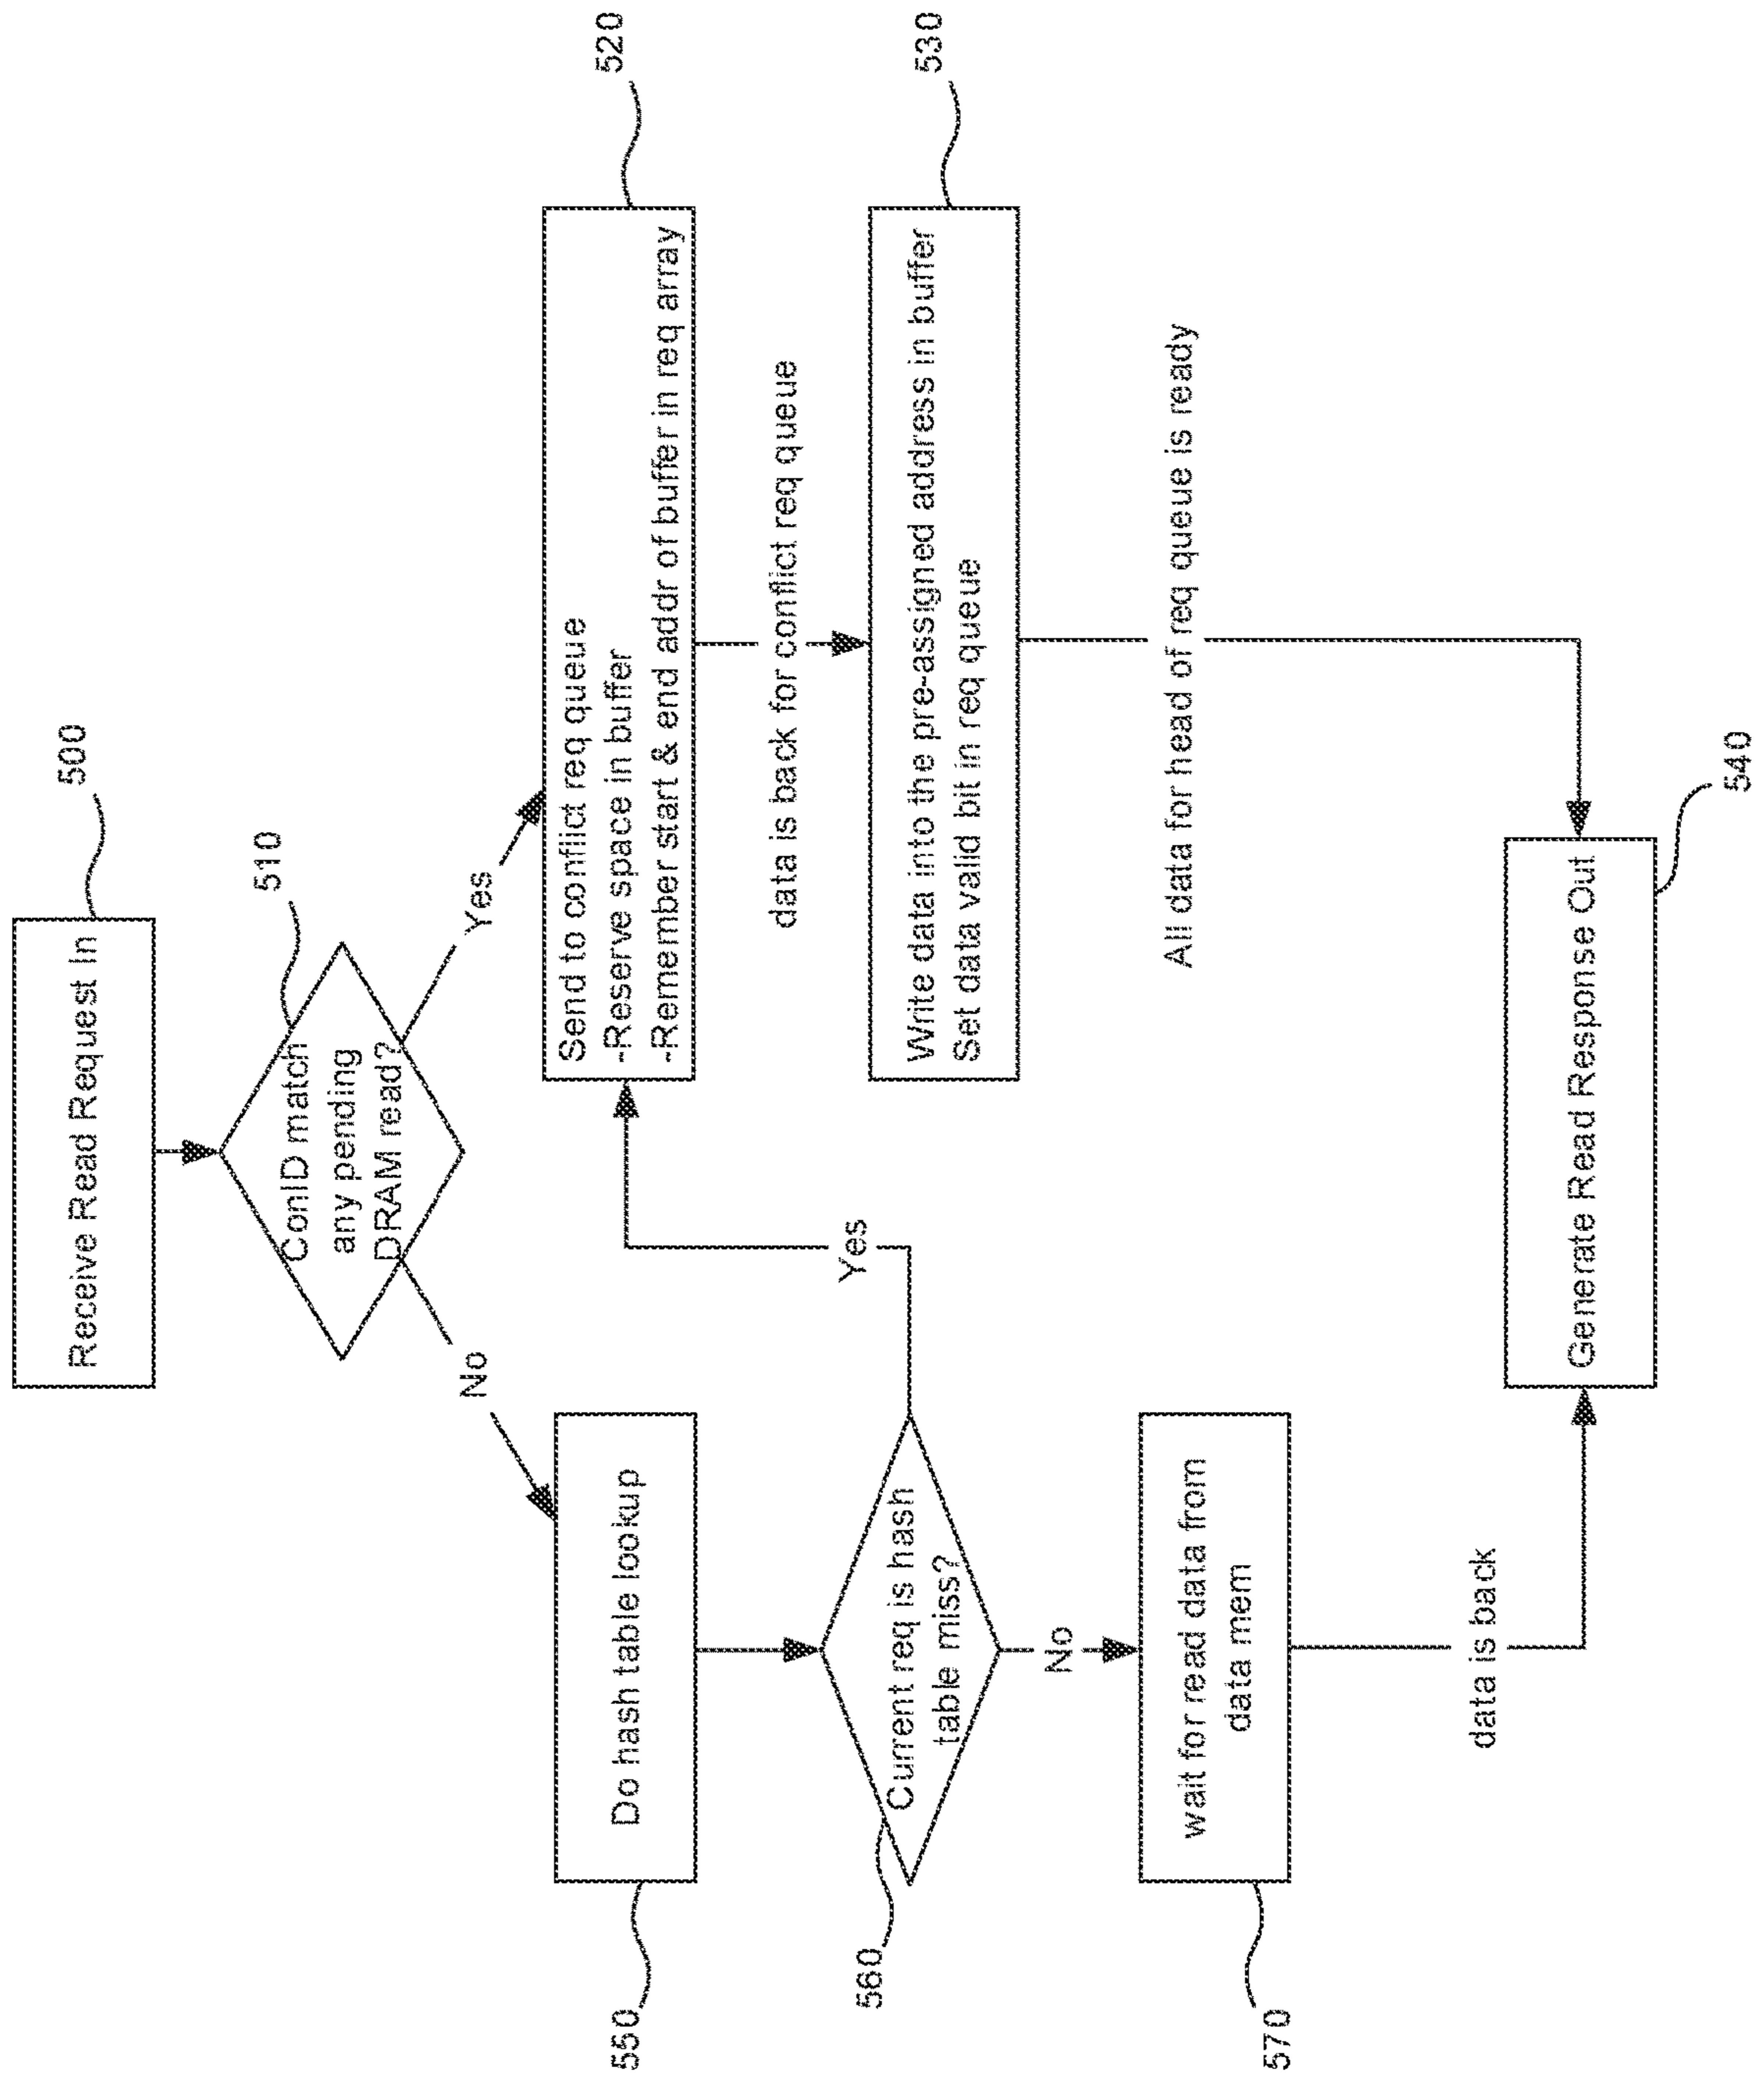 Receive Read Request In
500
ConID match
any pending
DRAM read?
510
No
Yes
Do hash table lookup
550
Send to conflict req queue
-Reserve space in buffer
-Remember start & end addr of buffer in req array
520
Current req is hash
table miss?
560
Yes
No
data is back for conflict req queue
Write data into the pre-assigned address in buffer
Set data valid bit in req queue
530
wait for read data from
data mem
570
All data for head of req queue is ready
data is back
Generate Read Response Out
540